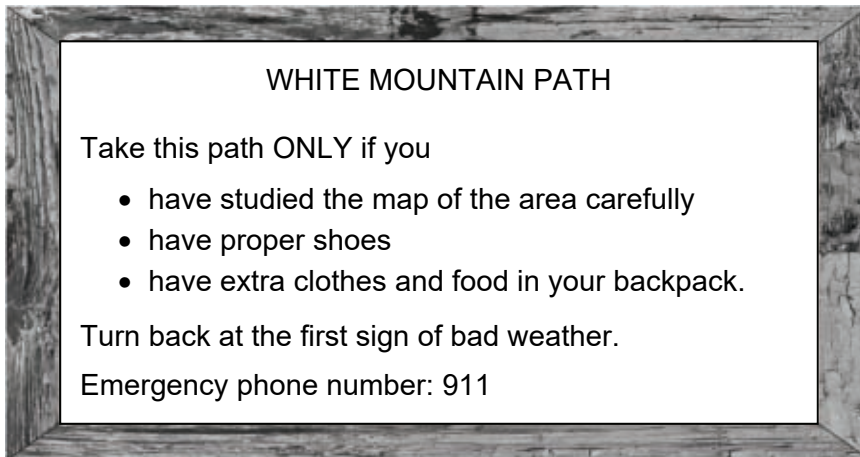 WHITE MOUNTAIN PATH
Take this path ONLY if you
• have studied the map of the area carefully
• have proper shoes
• have extra clothes and food in your backpack.
Turn back at the first sign of bad weather.
Emergency phone number: 911